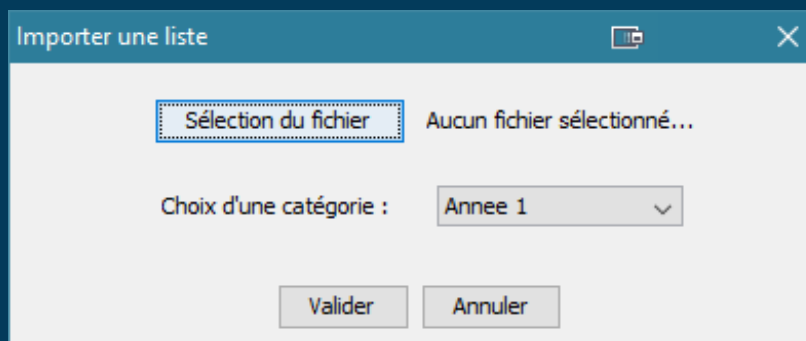 Importer une liste
Sélection du fichier Aucun fichier sélectionné...
Choix d'une catégorie : Annee 1
Valider Annuler